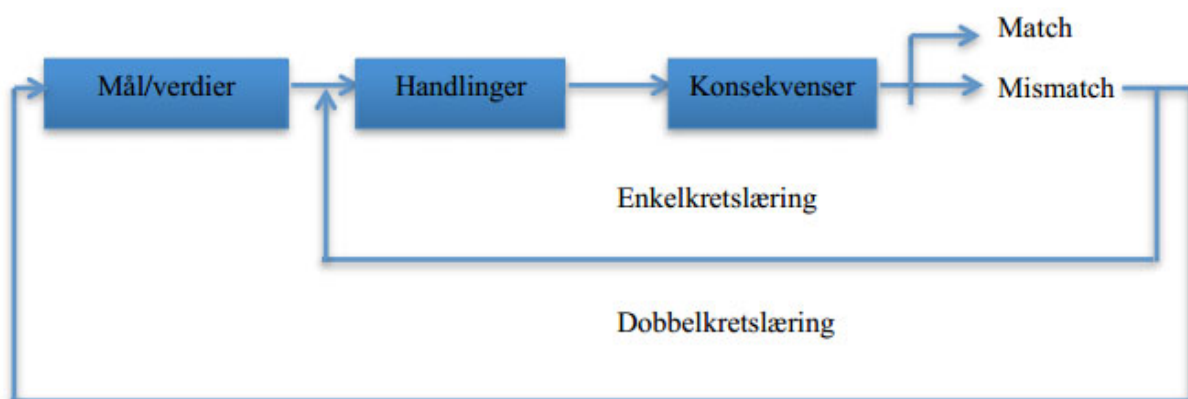 Match
Mål/verdier
Handlinger
Konsekvenser
Mismatch
Enkelkretslæring
Dobbelkretslæring